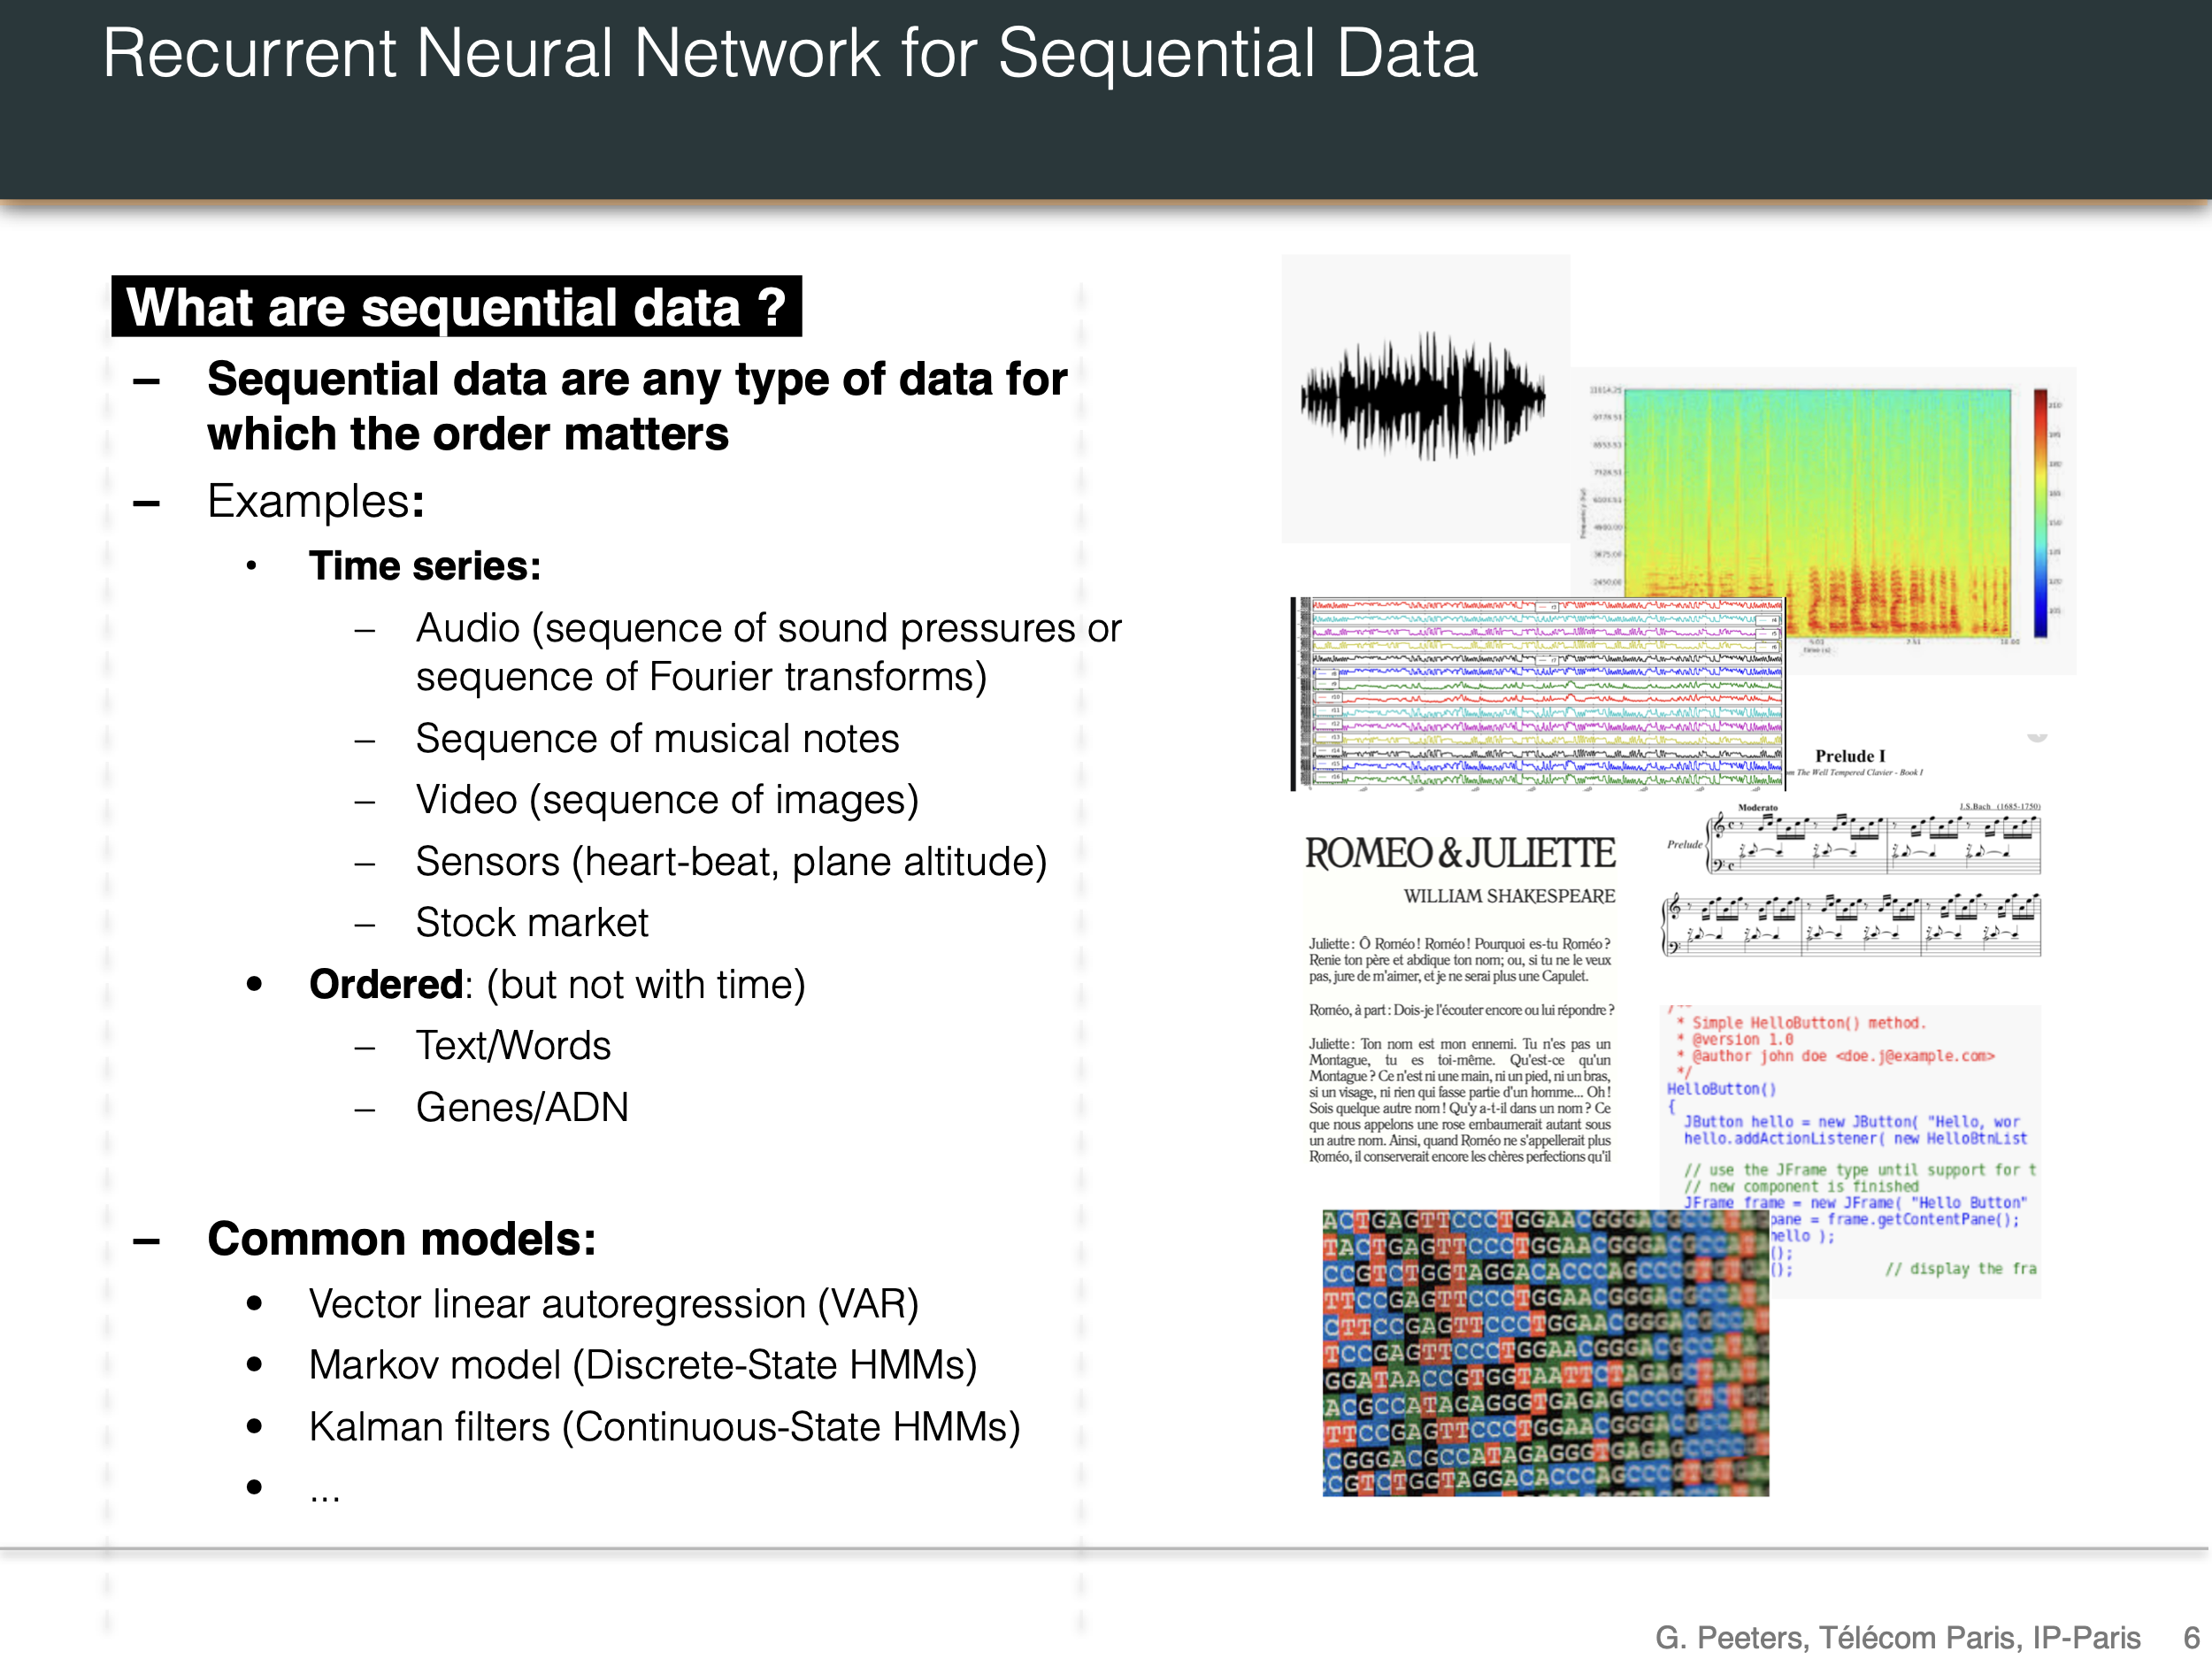 Recurrent Neural Network for Sequential Data
What are sequential data ?
– Sequential data are any type of data for
which the order matters
– Examples:
• Time series:
– Audio (sequence of sound pressures or
sequence of Fourier transforms)
– Sequence of musical notes
– Video (sequence of images)
– Sensors (heart-beat, plane altitude)
– Stock market
• Ordered: (but not with time)
– Text/Words
– Genes/ADN
– Common models:
• Vector linear autoregression (VAR)
• Markov model (Discrete-State HMMs)
• Kalman filters (Continuous-State HMMs)
• ...
Prelude I
The Well Tempered Clavier - Book I
Moderato
J.S.Bach (1685-1750)
Prelude
ROMEO & JULIETTE
WILLIAM SHAKESPEARE
Juliette : Ô Roméo ! Roméo ! Pourquoi es-tu Roméo ?
Renie ton père et abdique ton nom; ou, si tu ne le veux
pas, jure de m'aimer, et je ne serai plus une Capulet.
Roméo, à part : Dois-je l'écouter encore ou lui répondre ?
Juliette : Ton nom est mon ennemi. Tu n'es pas un
Montague, tu es toi-même. Qu'est-ce qu'un
Montague ? Ce n'est ni une main, ni un pied, ni un bras,
si un visage, ni rien qui fasse partie d'un homme... Oh !
Sois quelque autre nom ! Qu'y a-t-il dans un nom ? Ce
que nous appelons une rose embaumerait autant sous
un autre nom. Ainsi, quand Roméo ne s'appellerait plus
Roméo, il conserverait encore les chères perfections qu'il
* Simple HelloButton() method.
* @version 1.0
* @author john doe <doe.j@example.com>
*/
HelloButton()
{
JButton hello = new JButton( "Hello, wor
hello.addActionListener( new HelloBtnList
// use the JFrame type until support for t
// new component is finished
JFrame frame = new JFrame( "Hello Button"
pane = frame.getContentPane();
hello );
();
(); // display the fra
ACTGAGTTCCCTGGAACGGGACGCCA
TACTGAGTTCCCTGGAACGGGACGCC
CCGTCTGGTAGGACACCCAGCCC
TTCCGAGTTCCCTGGAACGGGACGCC
CTTCCGAGTTCCCTGGAACGGGACGCC
TCCGAGTTCCCTGGAACGGGACGCC
GGATAACCGTGGTAATTCTAGAG
ACGCCATAGAGGGTGAGAGCCCC
TTCCGAGTTCCCTGGAACGGGACG
CGGGACGCCATAGAGGGTGAGAG
CGTCTGGTAGGACACCCAGCCC
G. Peeters, Télécom Paris, IP-Paris 6